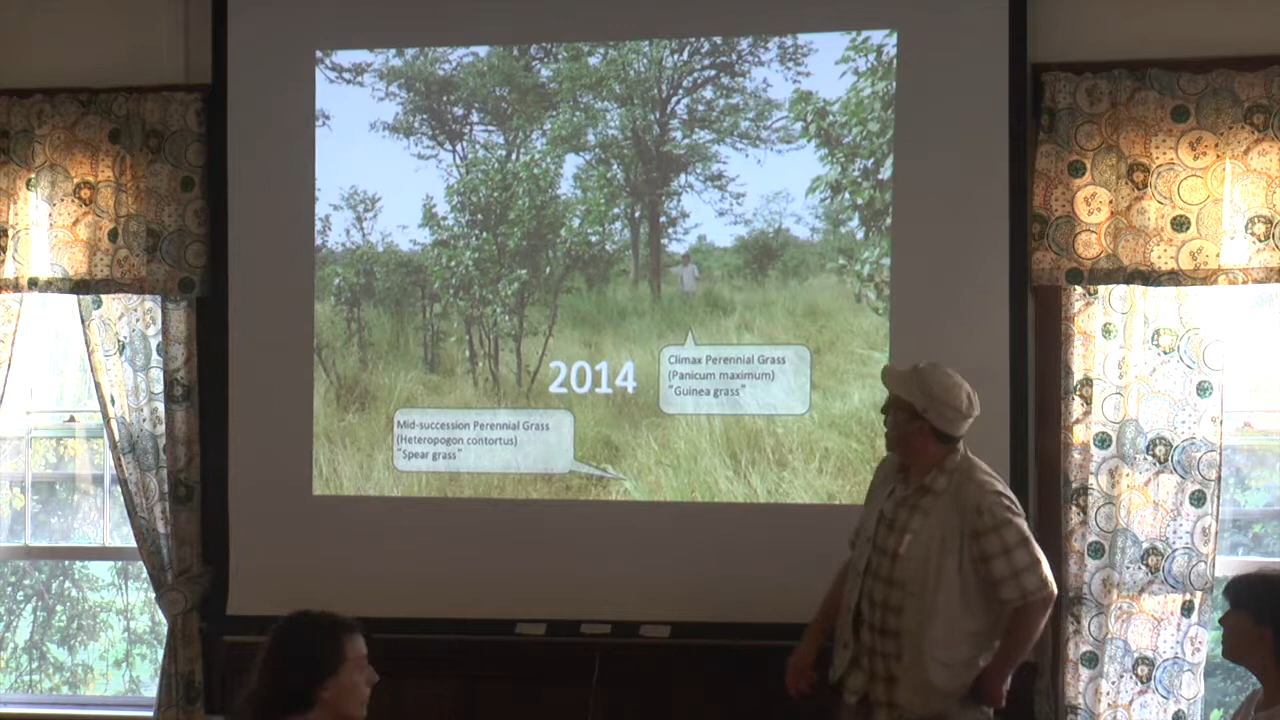 2014
Climax Perennial Grass
(Panicum maximum)
"Guinea grass"
Mid-succession Perennial Grass
(Heteropogon contortus)
"Spear grass"